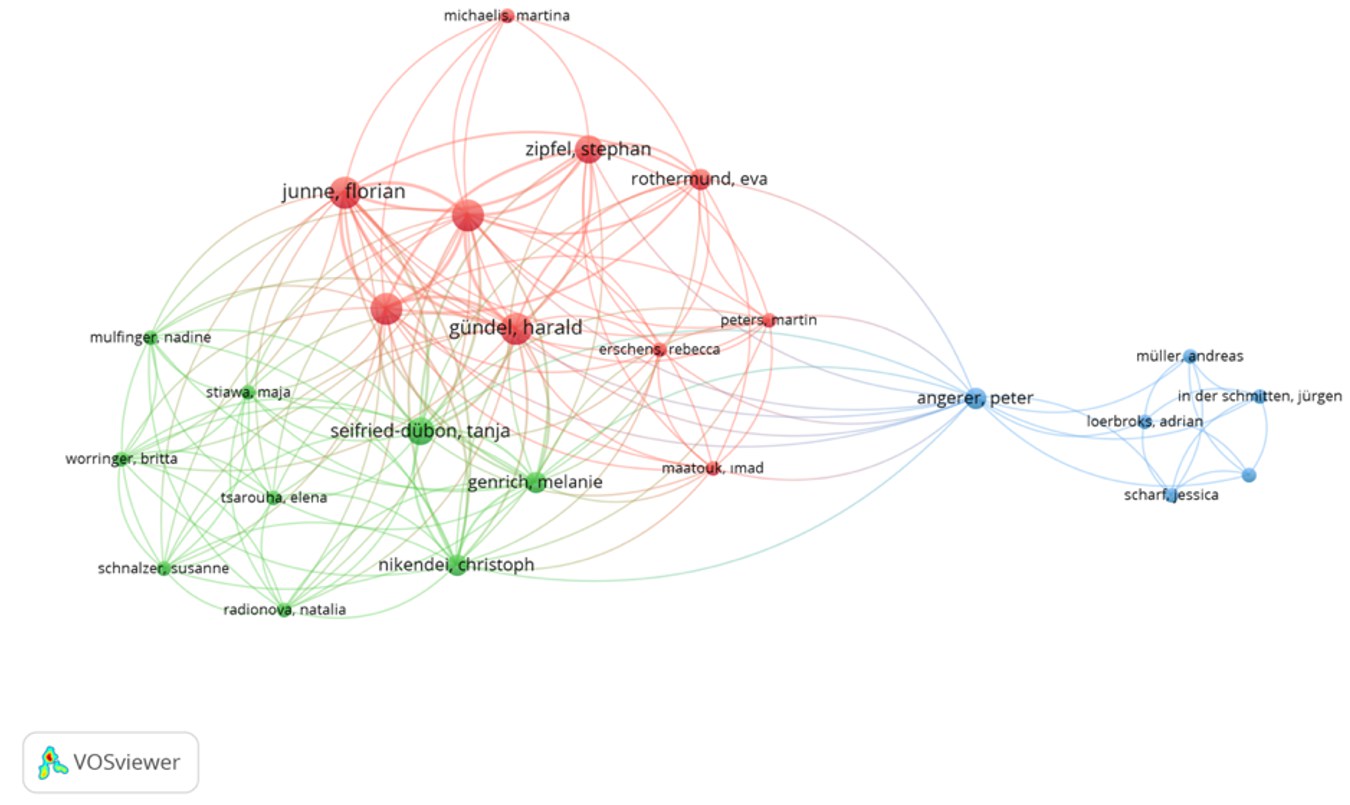 michaelis, martina
zipfel, stephan
rothermund, eva
junne, florian
gündel, harald
peters, martin
mulfinger, nadine
erschens, rebecca
müller, andreas
stiawa, maja
angerer, peter
in der schmitten, jürgen
loerbroks, adrian
seifried-dübon, tanja
worringer, britta
maatouk, ımad
genrich, melanie
tsarouha, elena
scharf, jessica
schnalzer, susanne
nikendei, christoph
radionova, natalia
VOSviewer